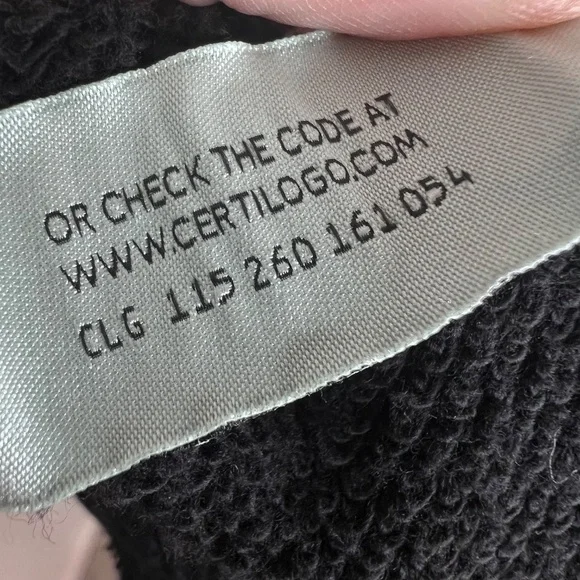 OR CHECK THE CODE AT
WWW.CERTILOGO.COM
CLG 115 260 161 054